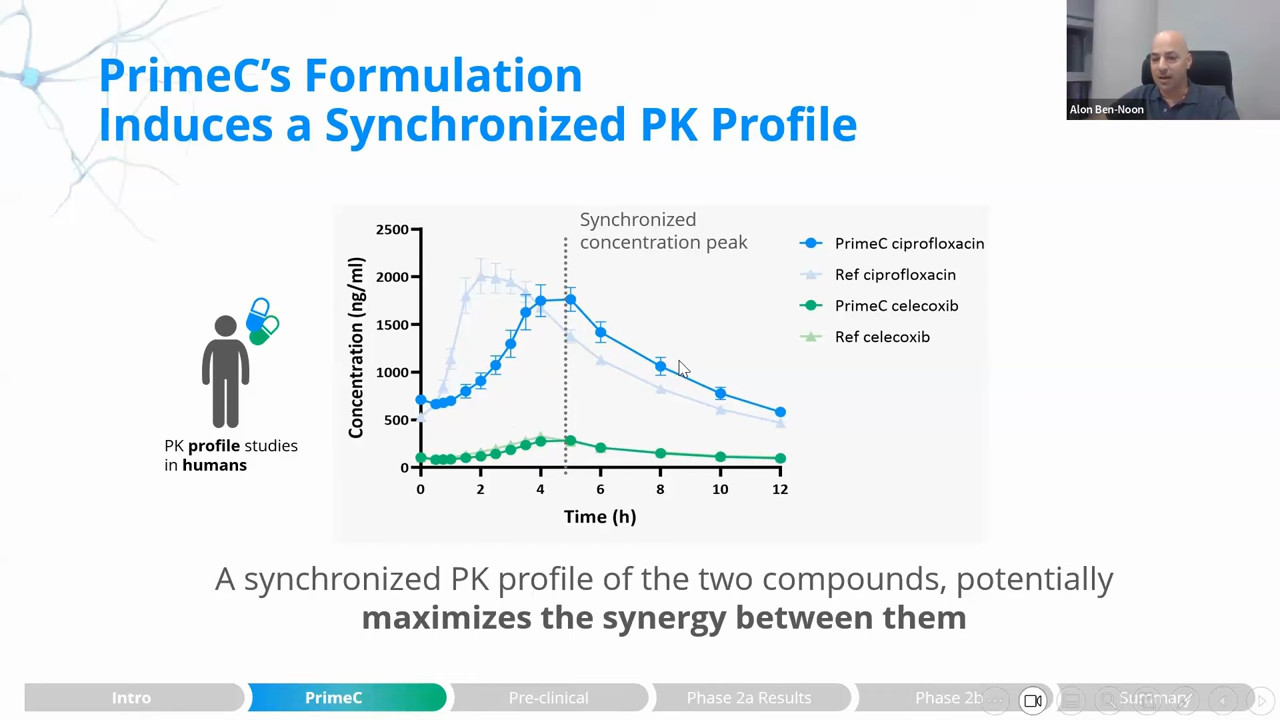 PrimeC’s Formulation
Induces a Synchronized PK Profile
Alon Ben-Noon
Synchronized
concentration peak
2500
2000
1500
1000
500
0
Concentration (ng/ml)
0 2 4 6 8 10 12
Time (h)
PrimeC ciprofloxacin
Ref ciprofloxacin
PrimeC celecoxib
Ref celecoxib
PK profile studies
in humans
A synchronized PK profile of the two compounds, potentially
maximizes the synergy between them
Intro PrimeC Pre-clinical Phase 2a Results Phase 2b Summary